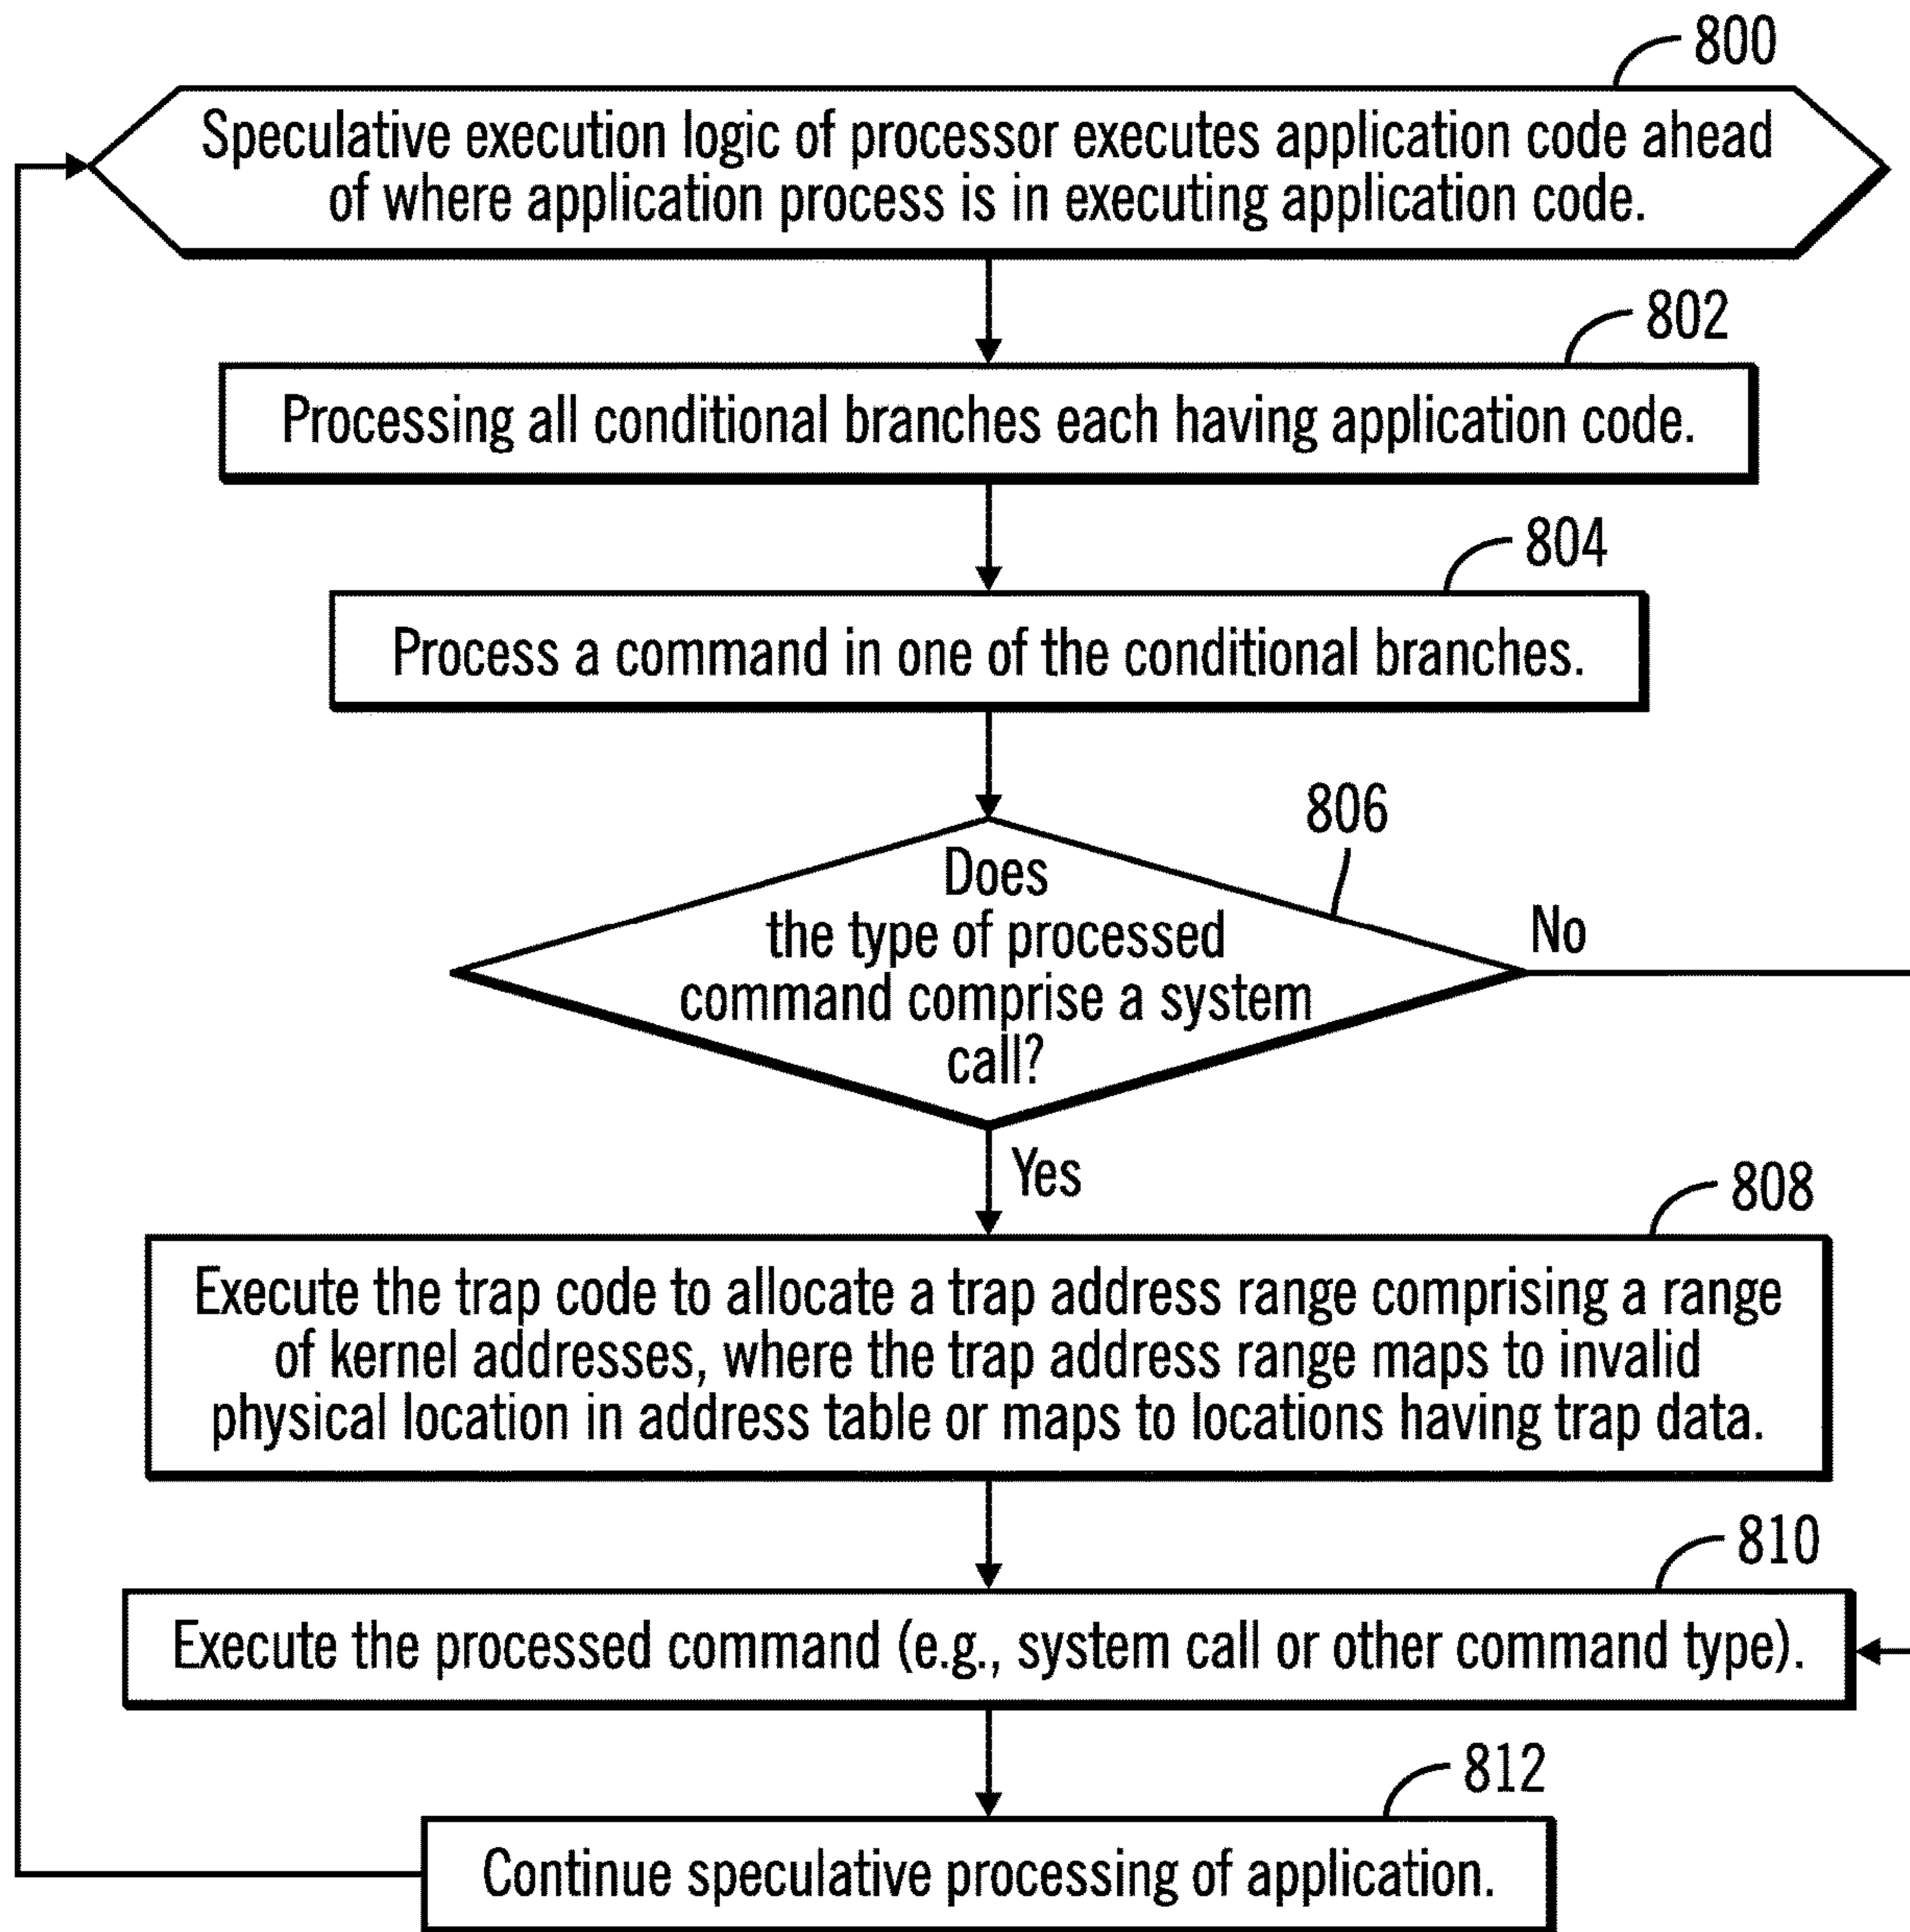 800
Speculative execution logic of processor executes application code ahead
of where application process is in executing application code.
802
Processing all conditional branches each having application code.
804
Process a command in one of the conditional branches.
806
Does
the type of processed
command comprise a system
call?
No
Yes
808
Execute the trap code to allocate a trap address range comprising a range
of kernel addresses, where the trap address range maps to invalid
physical location in address table or maps to locations having trap data.
810
Execute the processed command (e.g., system call or other command type).
812
Continue speculative processing of application.